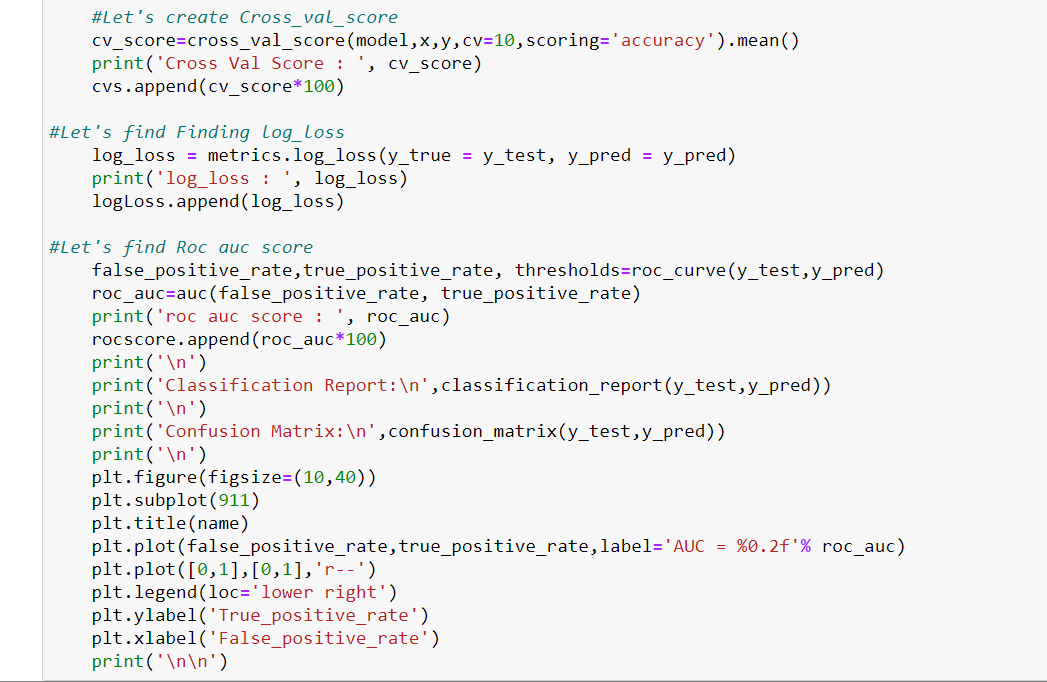 #Let's create Cross_val_score
cv_score=cross_val_score(model,x,y,cv=10,scoring='accuracy').mean()
print('Cross Val Score : ', cv_score)
cvs.append(cv_score*100)
#Let's find Finding log_loss
log_loss = metrics.log_loss(y_true = y_test, y_pred = y_pred)
print('log_loss : ', log_loss)
logLoss.append(log_loss)
#Let's find Roc auc score
false_positive_rate,true_positive_rate, thresholds=roc_curve(y_test,y_pred)
roc_auc=auc(false_positive_rate, true_positive_rate)
print('roc auc score : ', roc_auc)
rocscore.append(roc_auc*100)
print('\n')
print('Classification Report:\n',classification_report(y_test,y_pred))
print('\n')
print('Confusion Matrix:\n',confusion_matrix(y_test,y_pred))
print('\n')
plt.figure(figsize=(10,40))
plt.subplot(911)
plt.title(name)
plt.plot(false_positive_rate,true_positive_rate,label='AUC = %0.2f'% roc_auc)
plt.plot([0,1],[0,1],'r--')
plt.legend(loc='lower right')
plt.ylabel('True_positive_rate')
plt.xlabel('False_positive_rate')
print('\n\n')